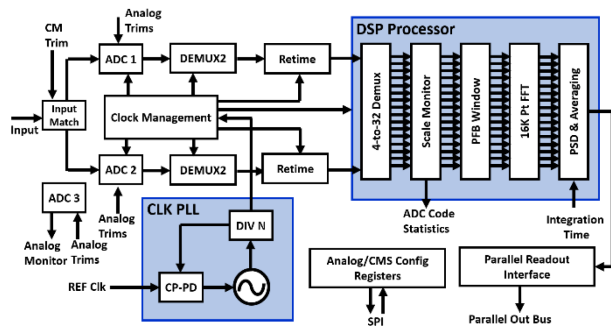 Analog
Trims
CM
Trim
DSP Processor
ADC 1
DEMUX2
Retime
Input
Match
Input
Clock Management
4-to-32 Demux
Scale Monitor
PFB Window
16K Pt FFT
PSD & Averaging
ADC 2
DEMUX2
Retime
ADC 3
Analog
Trims
Analog
Monitor
Analog
Trims
CLK PLL
DIV N
REF Clk
CP-PD
ADC Code
Statistics
Integration
Time
Analog/CMS Config
Registers
SPI
Parallel Readout
Interface
Parallel Out Bus